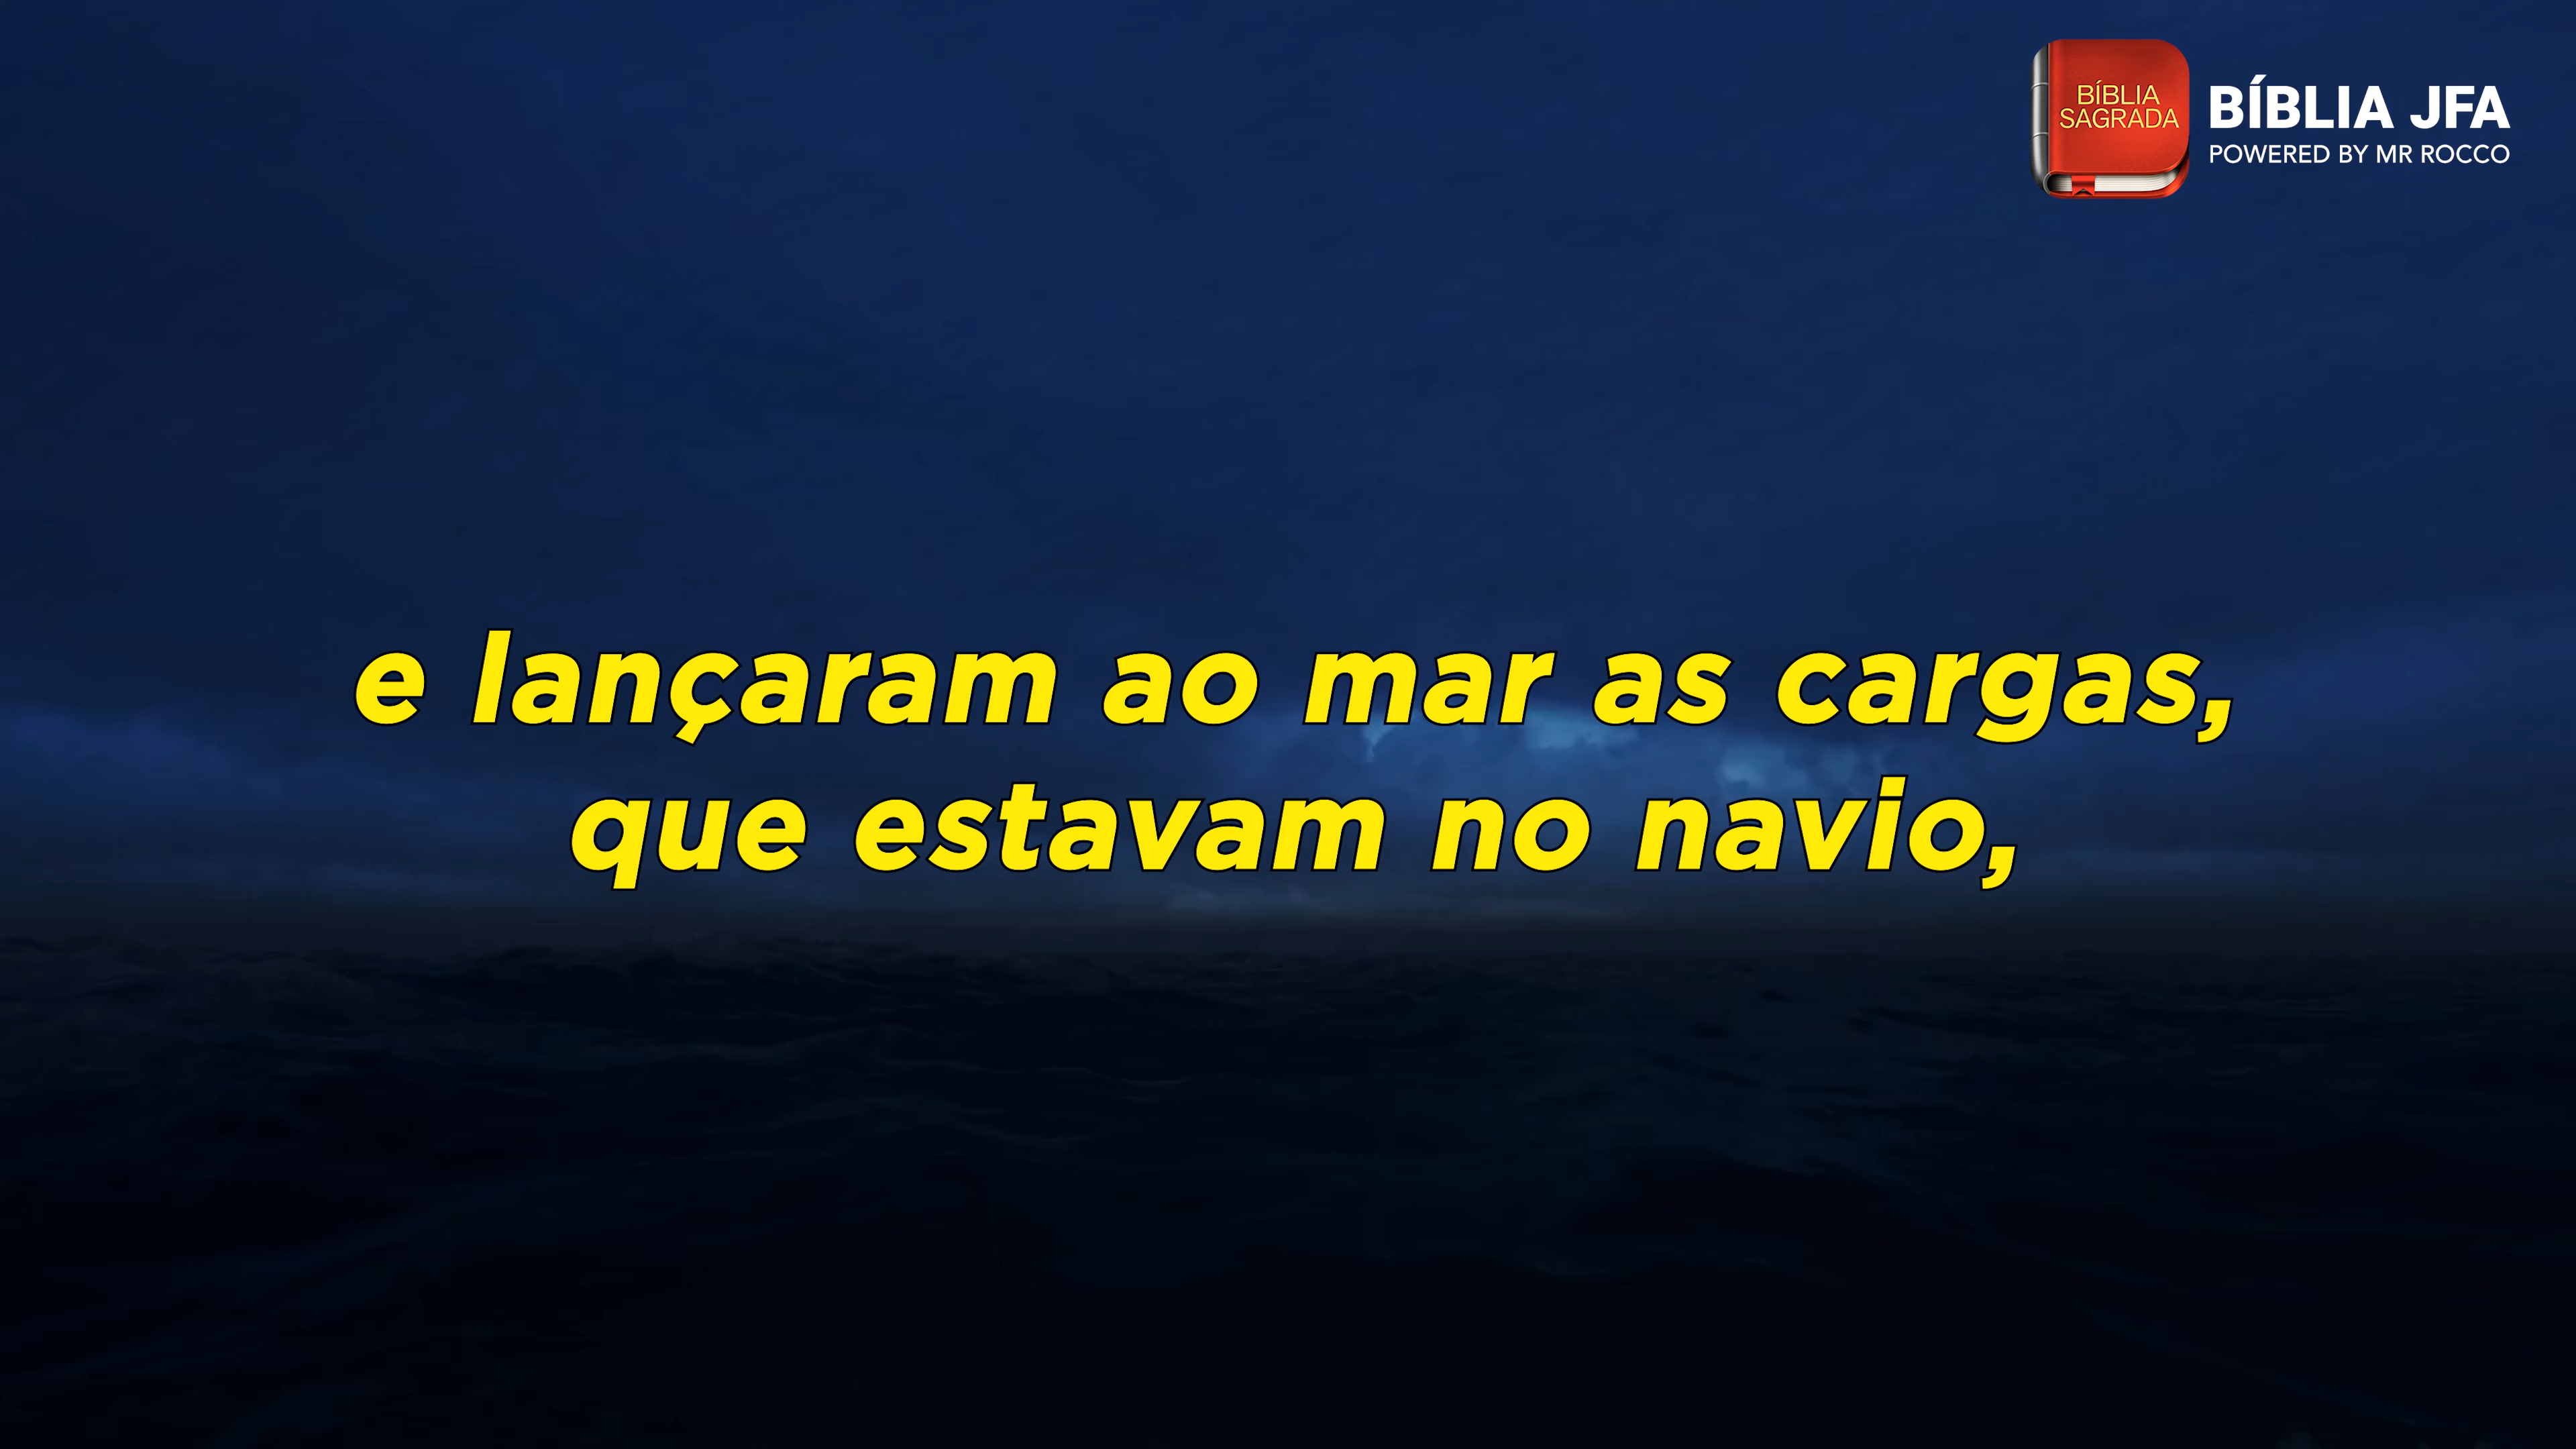 BÍBLIA
SAGRADA
BÍBLIA JFA
POWERED BY MR ROCCO
e lançaram ao mar as cargas,
que estavam no navio,